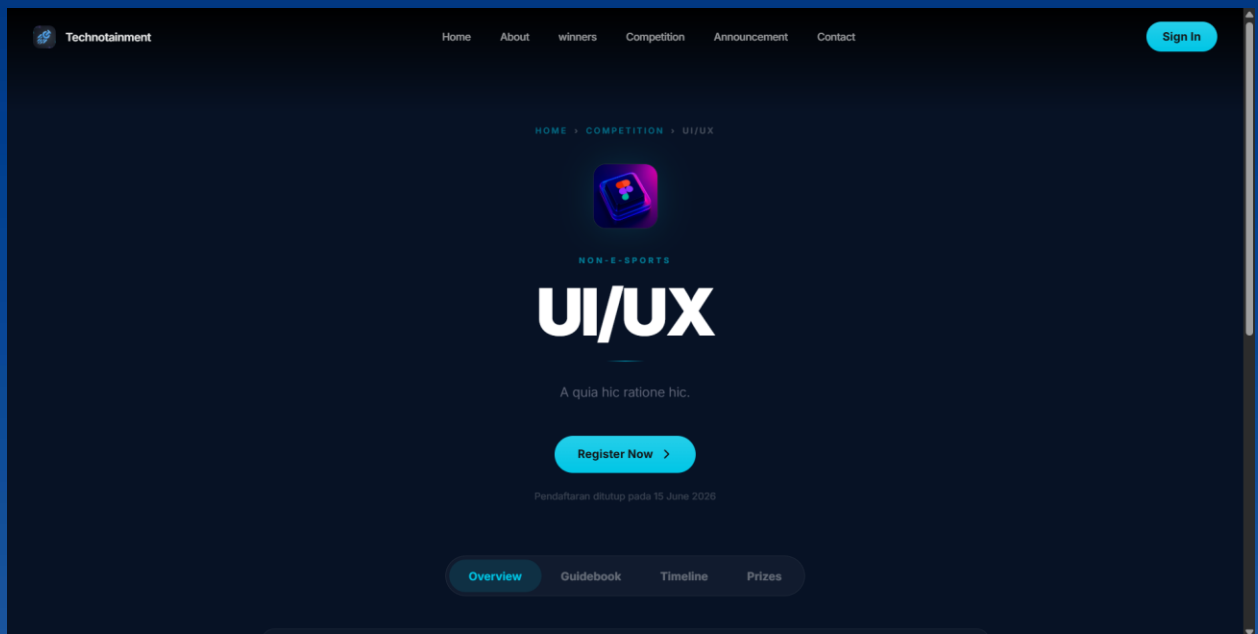 Technotainment
Home About winners Competition Announcement Contact
Sign In
HOME > COMPETITION > UI/UX
NON-E-SPORTS
UI/UX
A quia hic ratione hic.
Register Now >
Pendaftaran ditutup pada 15 June 2026
Overview Guidebook Timeline Prizes